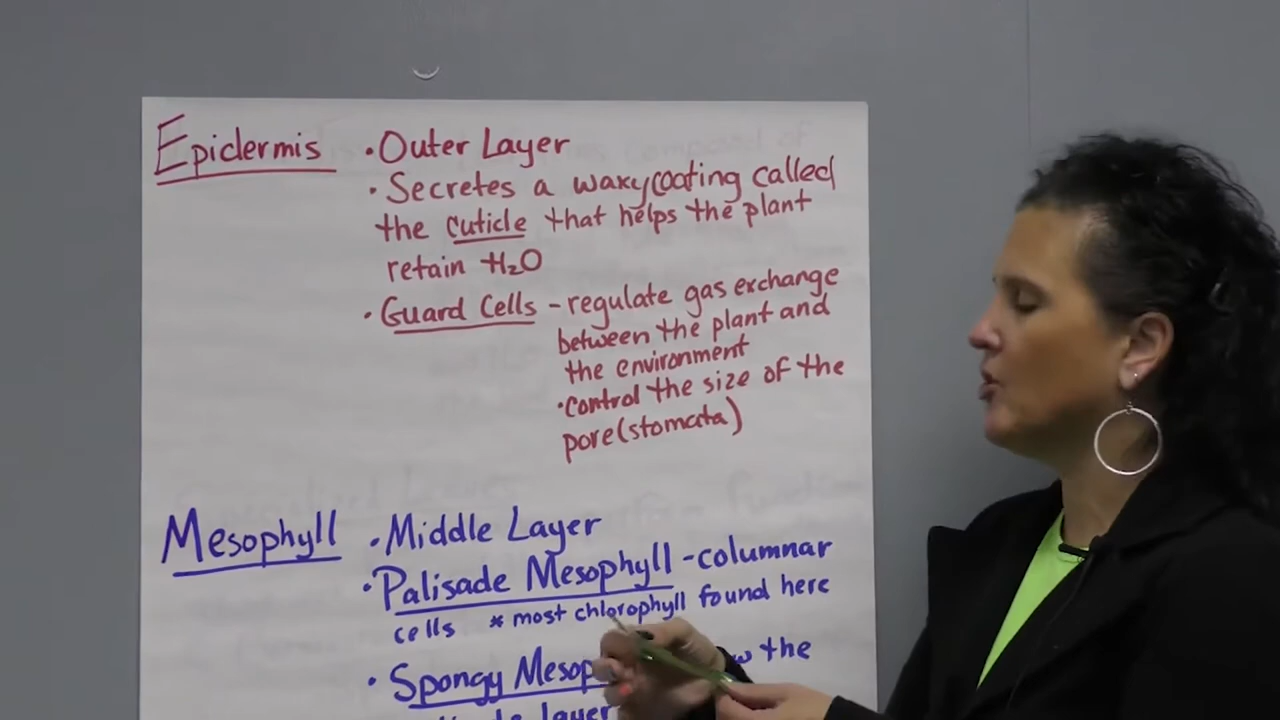 Epidermis • Outer Layer
• Secretes a waxy coating called
the cuticle that helps the plant
retain H₂O
• Guard Cells - regulate gas exchange
between the plant and
the environment
• control the size of the
pore (stomata)
Mesophyll • Middle Layer
• Palisade Mesophyll - columnar
cells * most chlorophyll found here
• Spongy the
layer